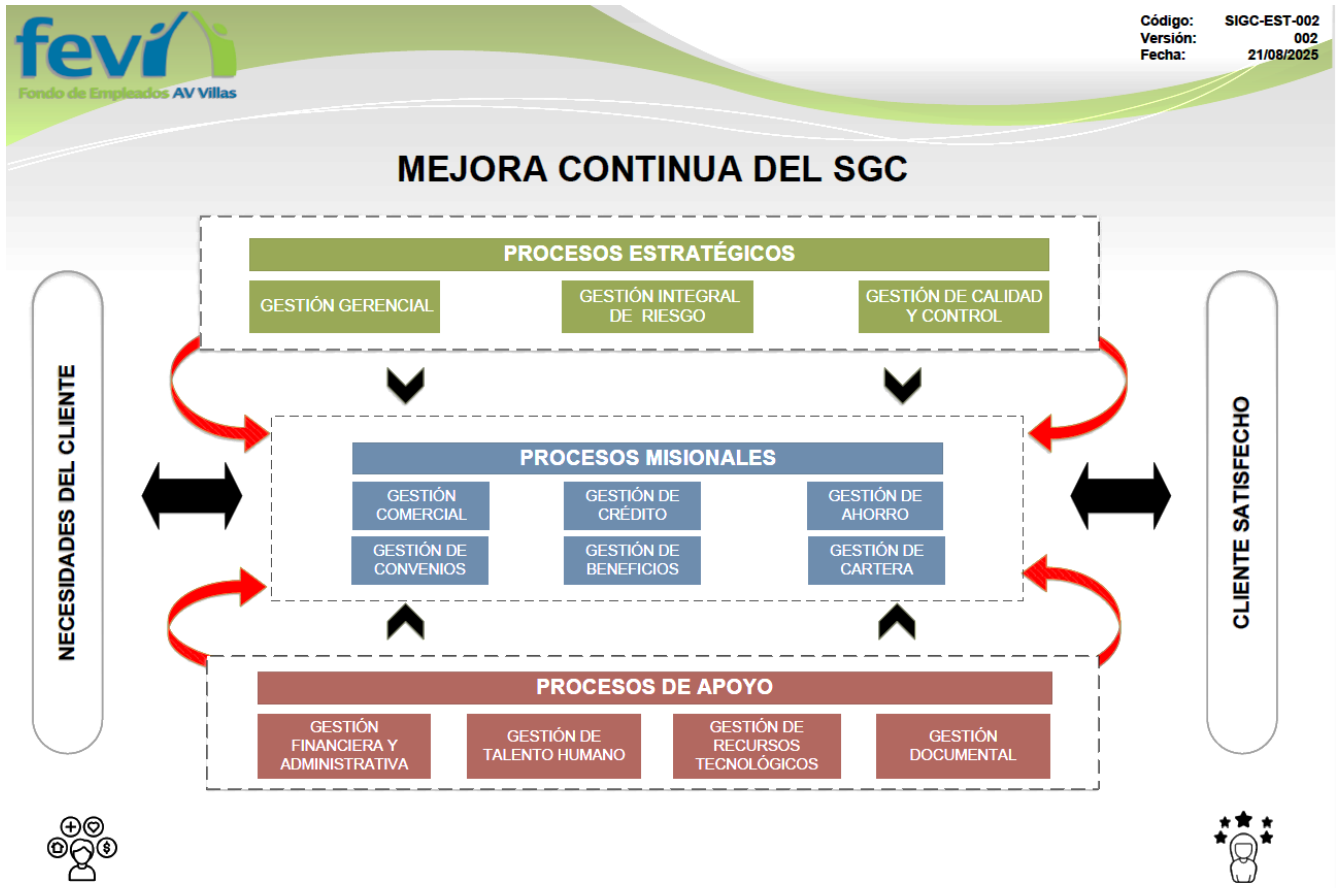 fevi
Fondo de Empleados AV Villas
Código: SIGC-EST-002
Versión: 002
Fecha: 21/08/2025
MEJORA CONTINUA DEL SGC
PROCESOS ESTRATÉGICOS
GESTIÓN GERENCIAL
GESTIÓN INTEGRAL
DE RIESGO
GESTIÓN DE CALIDAD
Y CONTROL
NECESIDADES DEL CLIENTE
PROCESOS MISIONALES
GESTIÓN
COMERCIAL
GESTIÓN DE
CRÉDITO
GESTIÓN DE
AHORRO
GESTIÓN DE
CONVENIOS
GESTIÓN DE
BENEFICIOS
GESTIÓN DE
CARTERA
CLIENTE SATISFECHO
PROCESOS DE APOYO
GESTIÓN
FINANCIERA Y
ADMINISTRATIVA
GESTIÓN DE
TALENTO HUMANO
GESTIÓN DE
RECURSOS
TECNOLÓGICOS
GESTIÓN
DOCUMENTAL
$